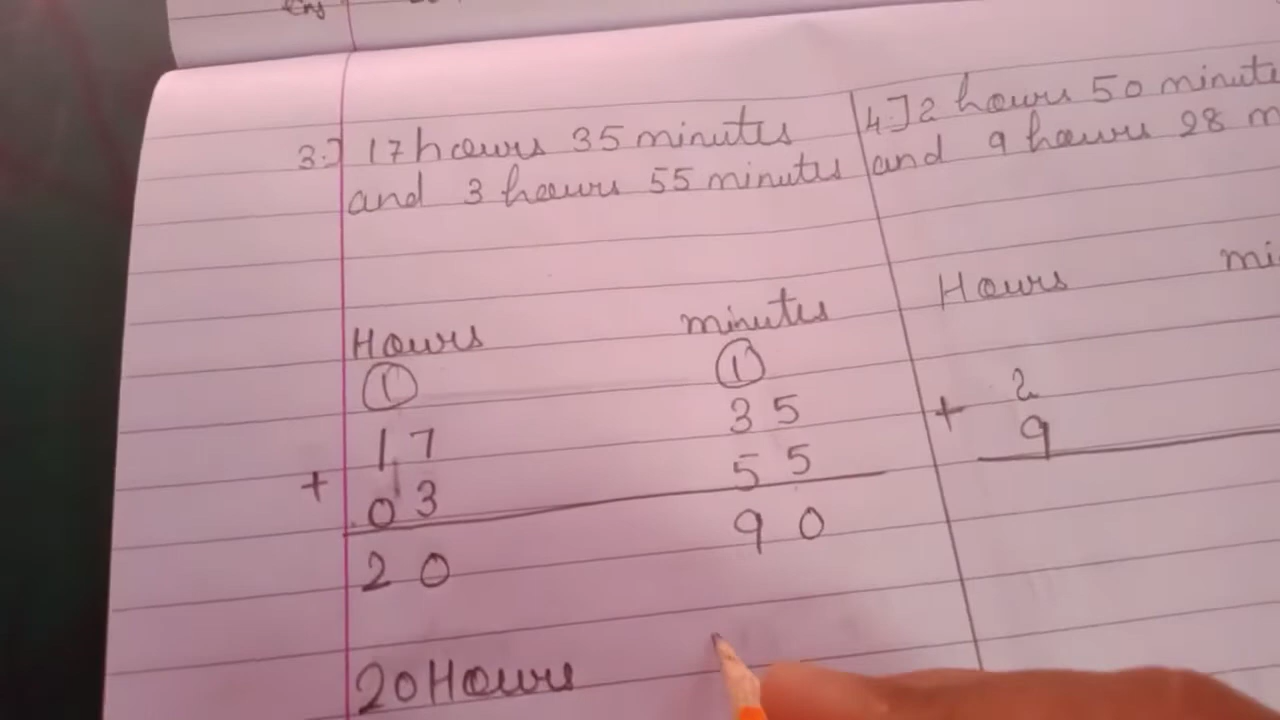 3.] 17 hours 35 minutes
and 3 hours 55 minutes
Hours minutes
① ①
17 35
+ 03 55
20 90
20 Hours
4.] 2 hours 50 minute
and 9 hours 28 m
Hours mi
2
+ 9